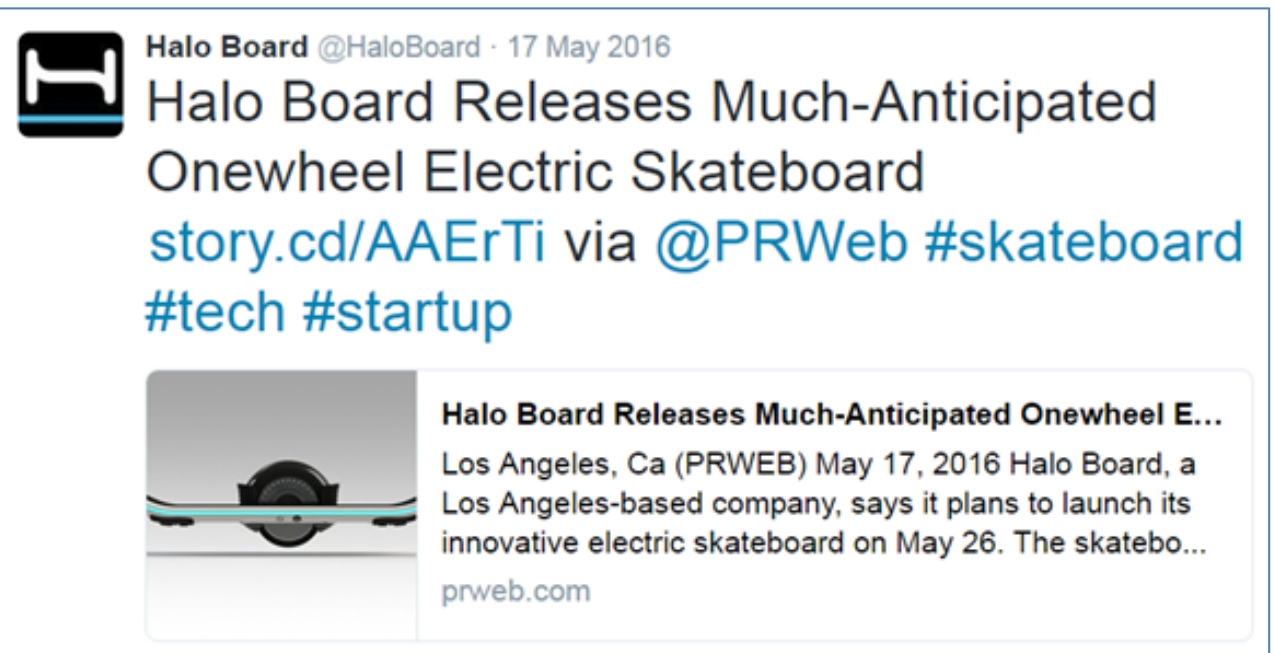 Halo Board @HaloBoard · 17 May 2016
Halo Board Releases Much-Anticipated
Onewheel Electric Skateboard
story.cd/AAErTi via @PRWeb #skateboard
#tech #startup
Halo Board Releases Much-Anticipated Onewheel E...
Los Angeles, Ca (PRWEB) May 17, 2016 Halo Board, a
Los Angeles-based company, says it plans to launch its
innovative electric skateboard on May 26. The skatebo...
prweb.com